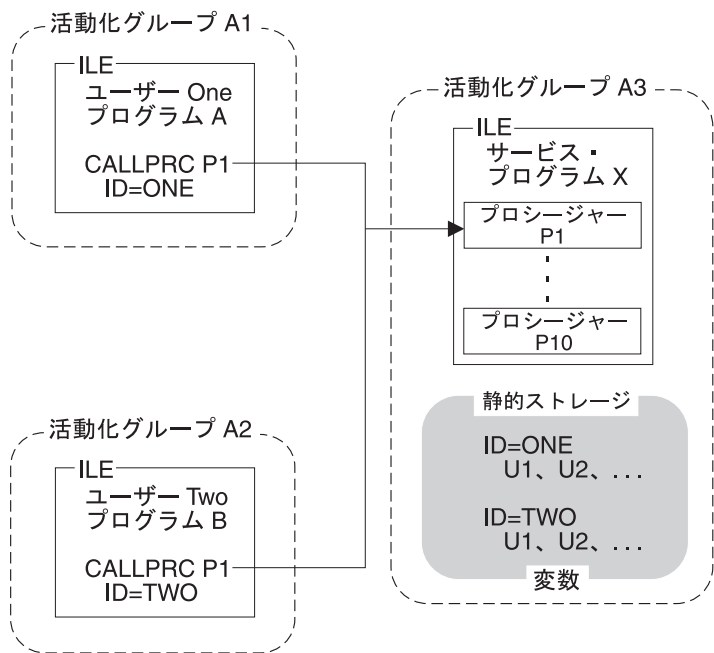 活動化グループ A1
ILE
ユーザー One
プログラム A
CALLPRC P1
ID=ONE
活動化グループ A2
ILE
ユーザー Two
プログラム B
CALLPRC P1
ID=TWO
活動化グループ A3
ILE
サービス・
プログラム X
プロシージャー
P1
プロシージャー
P10
静的ストレージ
ID=ONE
U1、U2、...
ID=TWO
U1、U2、...
変数